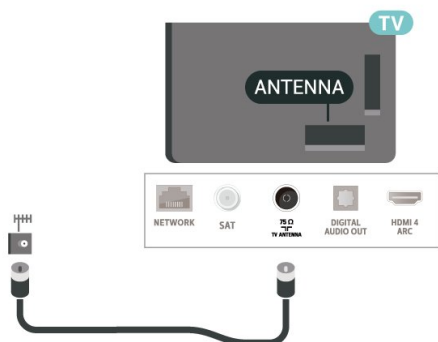 TV
ANTENNA
NETWORK
SAT
75 Ω
TV ANTENNA
DIGITAL
AUDIO OUT
HDMI 4
ARC